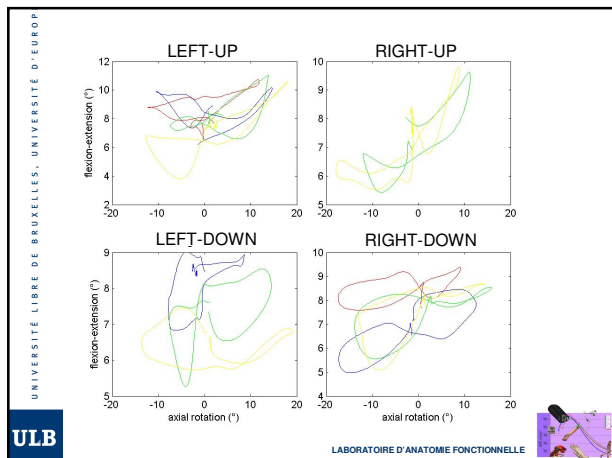 UNIVERSITÉ LIBRE DE BRUXELLES, UNIVERSITÉ D'EUROPE
LEFT-UP
RIGHT-UP
flexion-extension (°)
12
10
8
6
4
2
-20 -10 0 10 20
10
9
8
7
6
5
-20 -10 0 10 20
LEFT-DOWN
RIGHT-DOWN
flexion-extension (°)
9
8
7
6
5
-20 -10 0 10 20
axial rotation (°)
10
9
8
7
6
5
4
-20 -10 0 10 20
axial rotation (°)
ULB
LABORATOIRE D'ANATOMIE FONCTIONNELLE